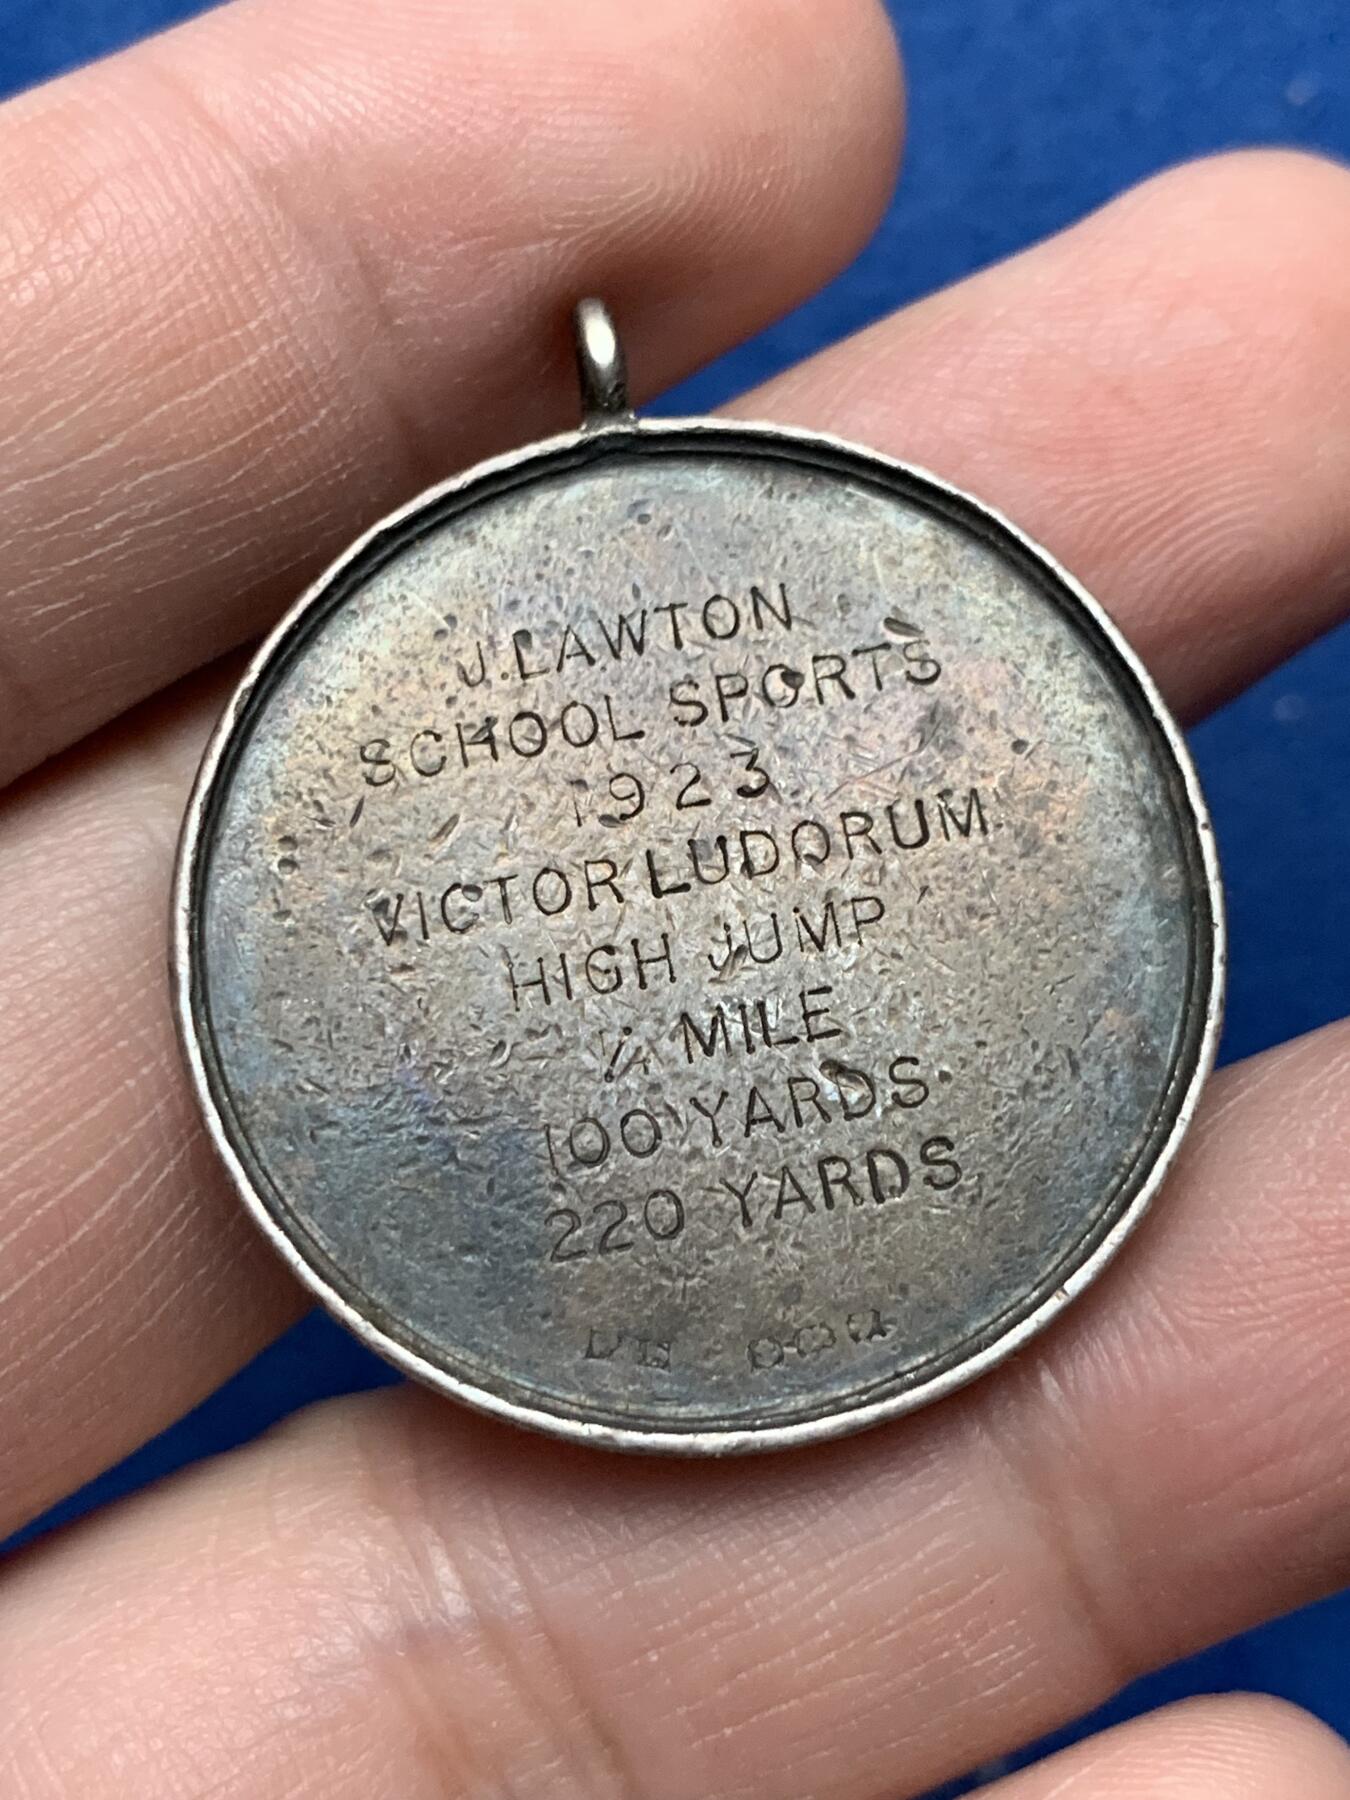 J. LAWTON
SCHOOL SPORTS
1923
VICTOR LUDORUM
HIGH JUMP
¼ MILE
100 YARDS
220 YARDS